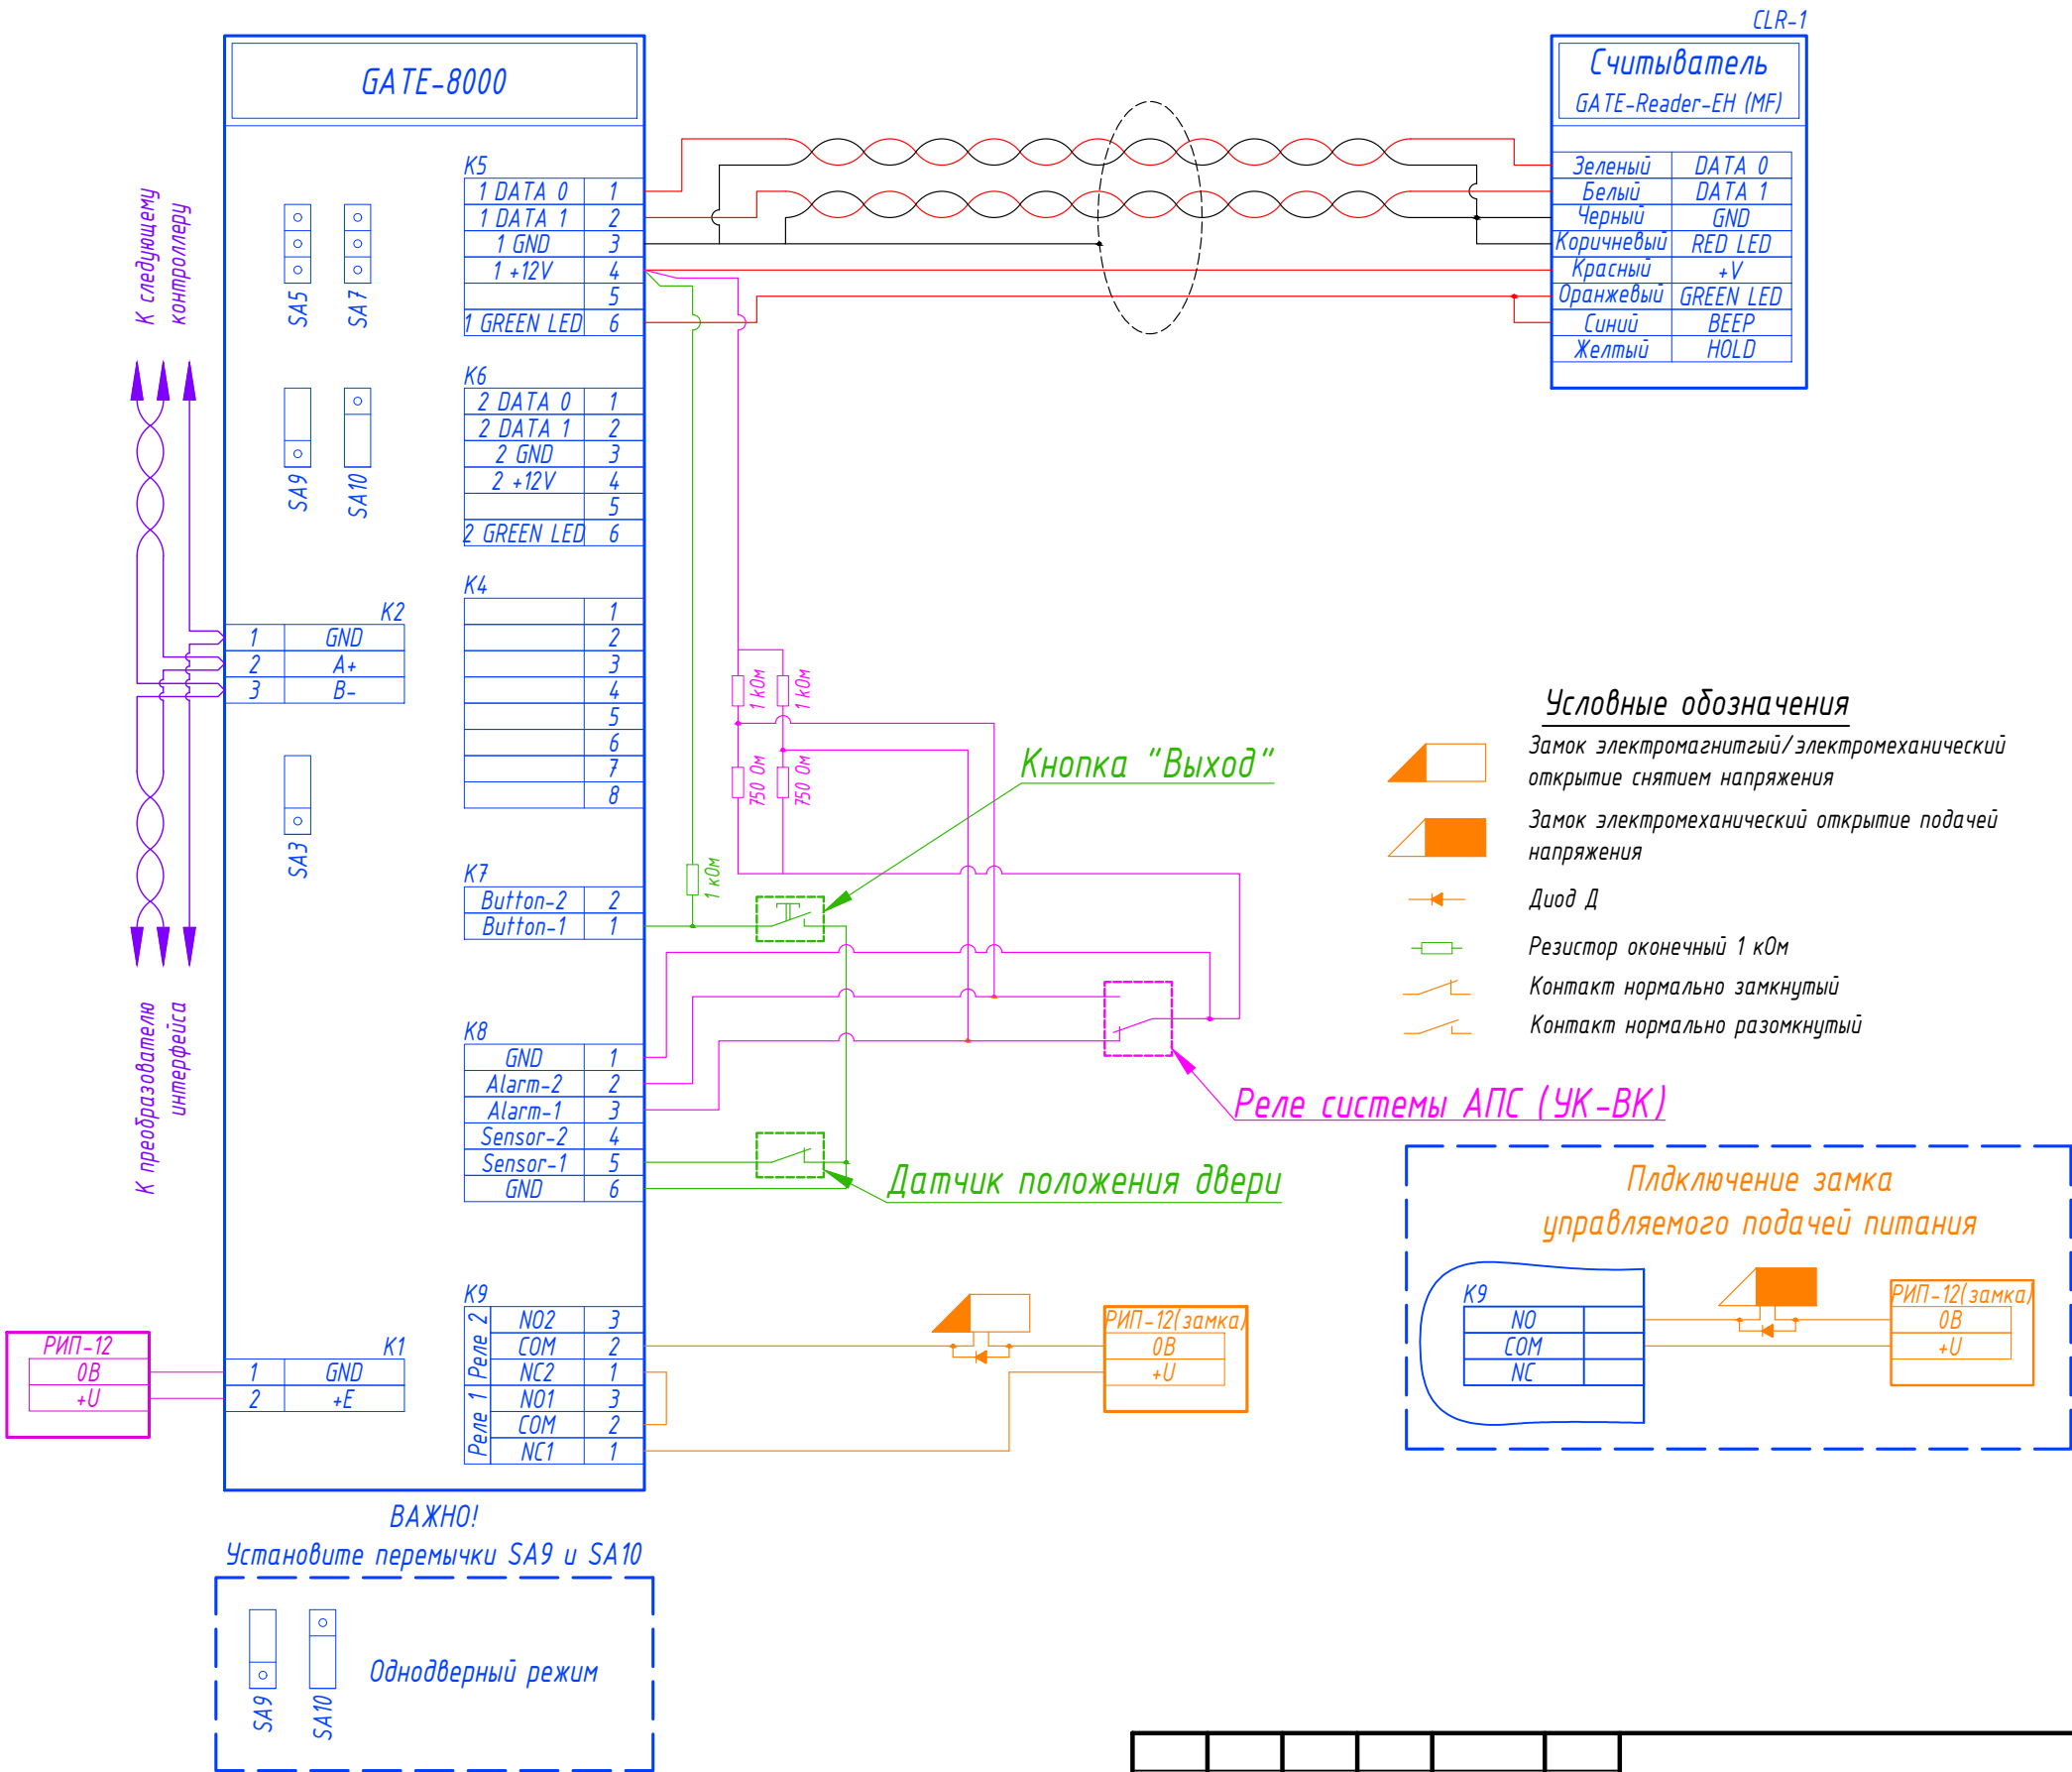 CLR-1
GATE-8000
Считыватель
GATE-Reader-EH (MF)
Зеленый DATA 0
Белый DATA 1
Черный GND
Коричневый RED LED
Красный +V
Оранжевый GREEN LED
Синий BEEP
Желтый HOLD
К следующему
контроллеру
SA5
SA7
K5
1 DATA 0 1
1 DATA 1 2
1 GND 3
1 +12V 4
5
1 GREEN LED 6
SA9
SA10
K6
2 DATA 0 1
2 DATA 1 2
2 GND 3
2 +12V 4
5
2 GREEN LED 6
K4
1
2
3
4
5
6
7
8
K2
1 GND
2 A+
3 B-
SA3
1 кОм
1 кОм
750 Ом
750 Ом
1 кОм
Кнопка "Выход"
K7
Button-2 2
Button-1 1
К преобразователю
интерфейса
K8
GND 1
Alarm-2 2
Alarm-1 3
Sensor-2 4
Sensor-1 5
GND 6
Реле системы АПС (УК-ВК)
Датчик положения двери
Условные обозначения
Замок электромагнитгый/электромеханический
открытие снятием напряжения
Замок электромеханический открытие подачей
напряжения
Диод Д
Резистор оконечный 1 кОм
Контакт нормально замкнутый
Контакт нормально разомкнутый
K9
Реле 2
NO2 3
COM 2
NC2 1
Реле 1
NO1 3
COM 2
NC1 1
РИП-12
0В
+U
K1
1 GND
2 +E
РИП-12(замка)
0В
+U
Плдключение замка
управляемого подачей питания
K9
NO
COM
NC
РИП-12(замка)
0В
+U
ВАЖНО!
Установите перемычки SA9 и SA10
SA9
SA10
Однодверный режим